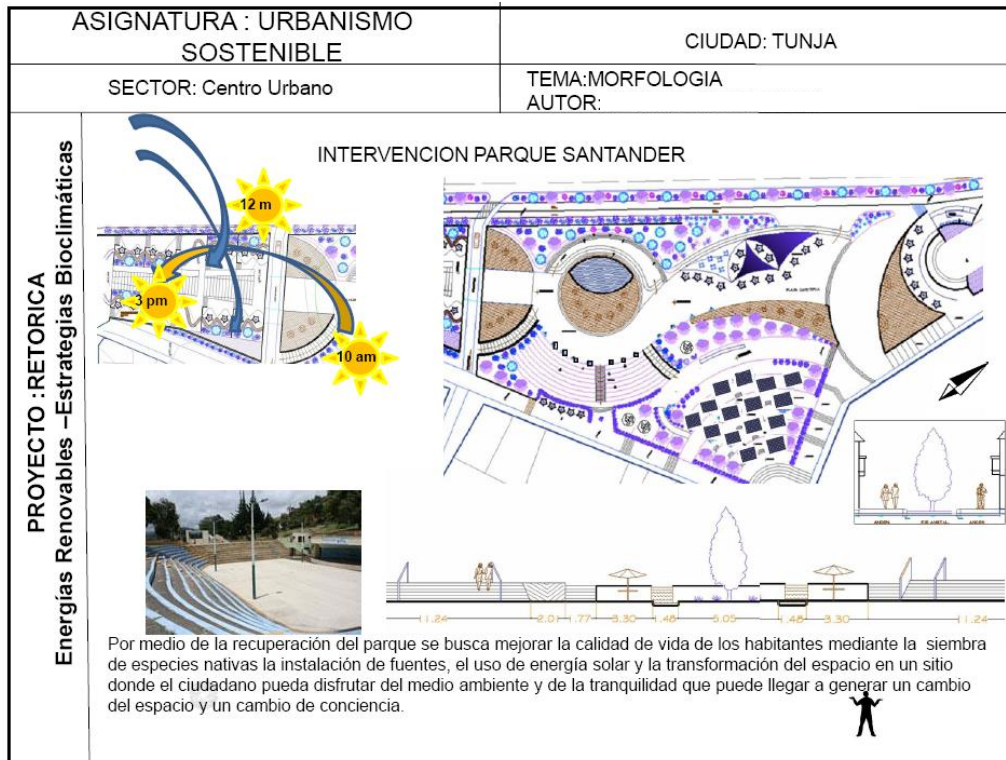 ASIGNATURA : URBANISMO
SOSTENIBLE
CIUDAD: TUNJA
SECTOR: Centro Urbano
TEMA:MORFOLOGIA
AUTOR:
PROYECTO :RETORICA
Energías Renovables –Estrategias Bioclimáticas
INTERVENCION PARQUE SANTANDER
12 m
3 pm
10 am
ANDEN
ANDEN
11.24
2.01
1.77
3.30
1.48
5.05
1.48
3.30
11.24
Por medio de la recuperación del parque se busca mejorar la calidad de vida de los habitantes mediante la siembra
de especies nativas la instalación de fuentes, el uso de energía solar y la transformación del espacio en un sitio
donde el ciudadano pueda disfrutar del medio ambiente y de la tranquilidad que puede llegar a generar un cambio
del espacio y un cambio de conciencia.